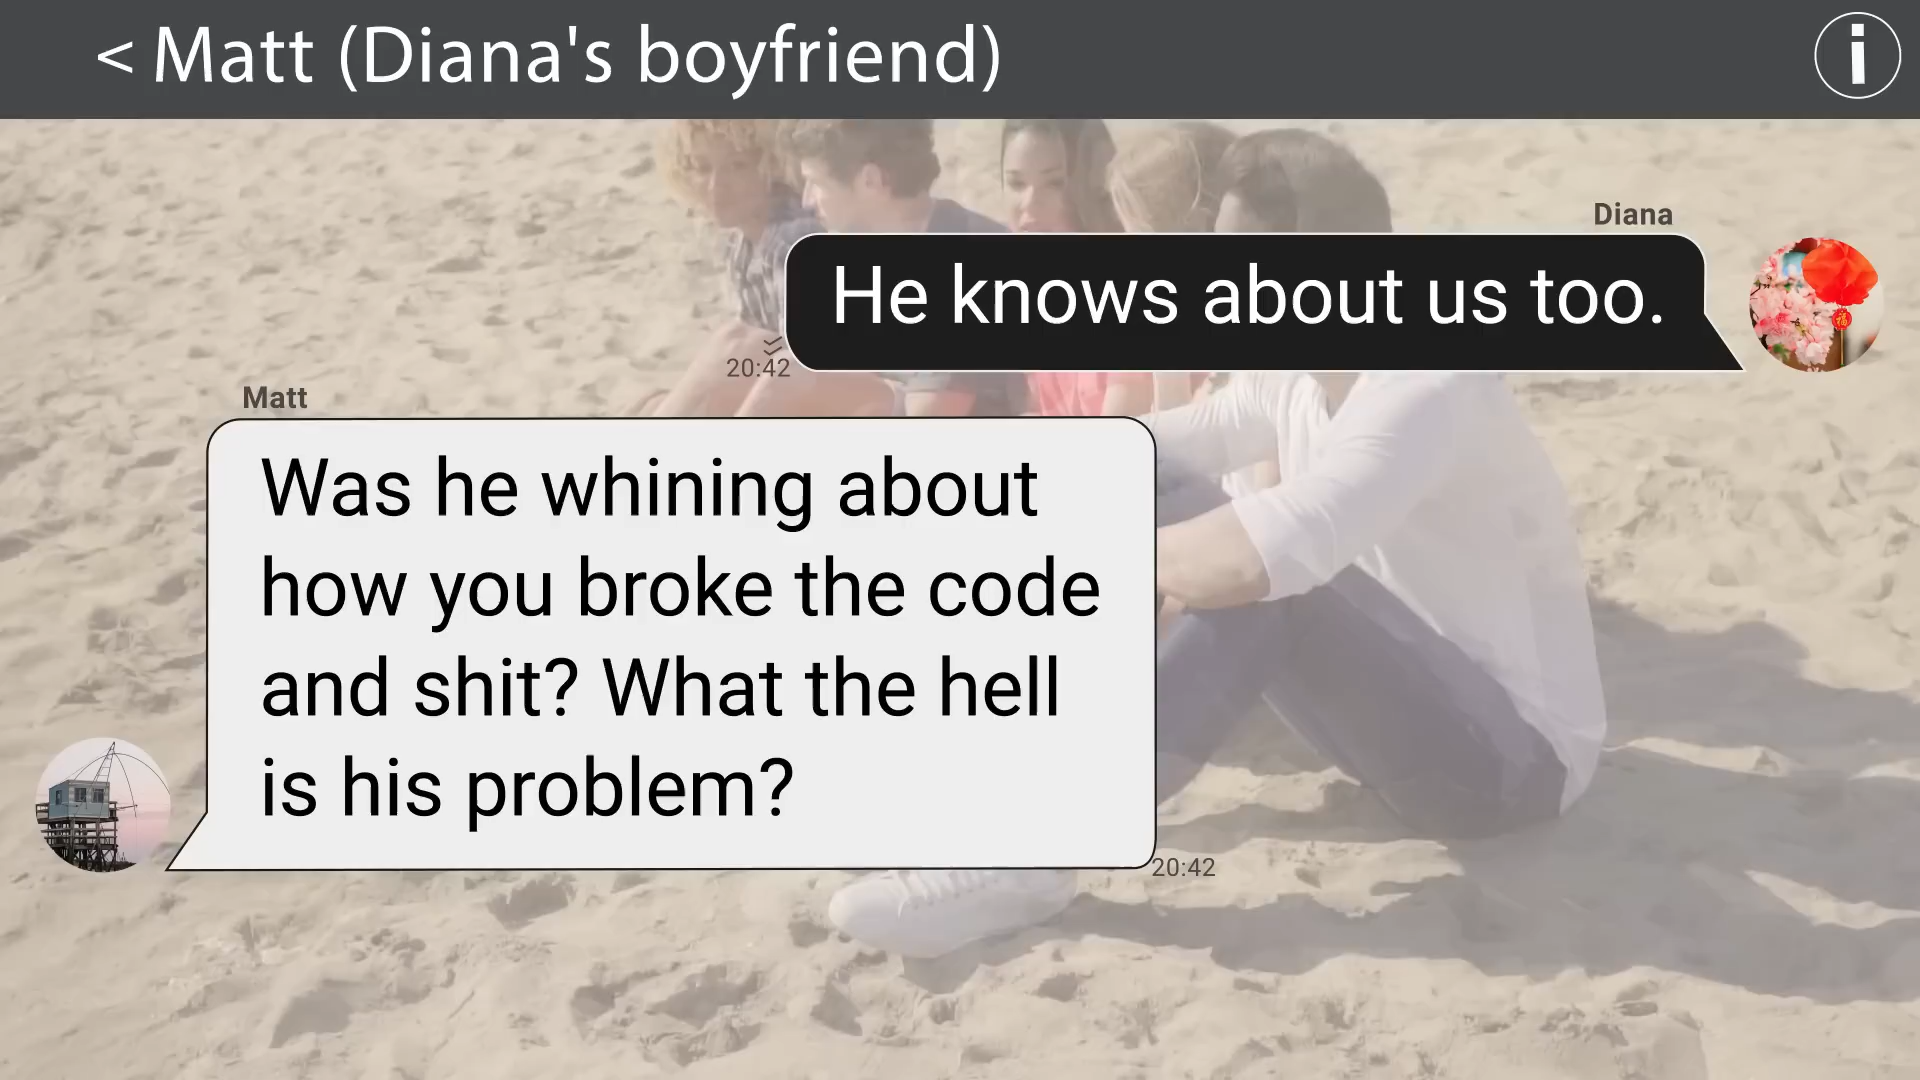 < Matt (Diana's boyfriend)
i
Diana
He knows about us too.
20:42
Matt
Was he whining about
how you broke the code
and shit? What the hell
is his problem?
20:42
福